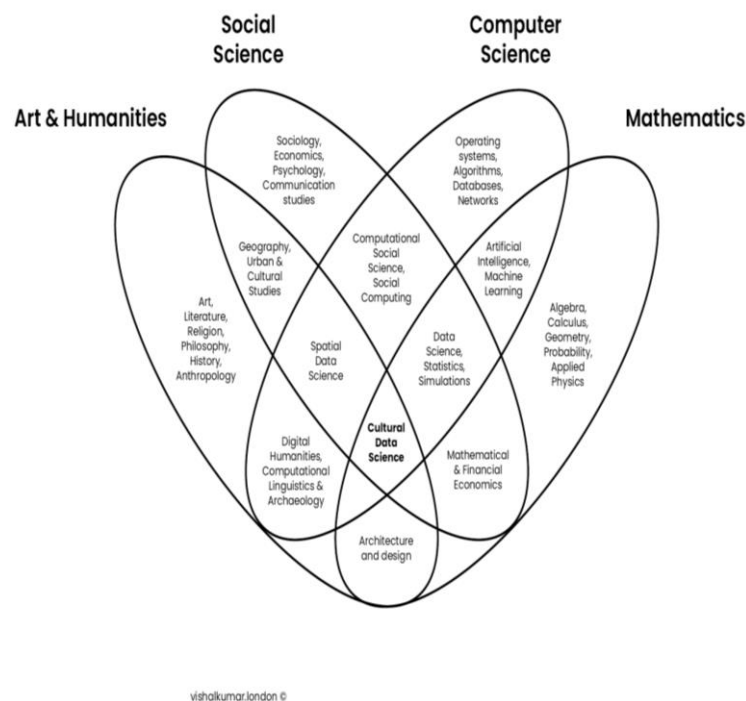 Social
Science
Computer
Science
Art & Humanities
Mathematics
Sociology,
Economics,
Psychology,
Communication
studies
Operating
systems,
Algorithms,
Databases,
Networks
Geography,
Urban &
Cultural
Studies
Computational
Social
Science,
Social
Computing
Artificial
Intelligence,
Machine
Learning
Art,
Literature,
Religion,
Philosophy,
History,
Anthropology
Spatial
Data
Science
Data
Science,
Statistics,
Simulations
Algebra,
Calculus,
Geometry,
Probability,
Applied
Physics
Cultural
Data
Science
Digital
Humanities,
Computational
Linguistics &
Archaeology
Mathematical
& Financial
Economics
Architecture
and design
vishalkumar.london ©